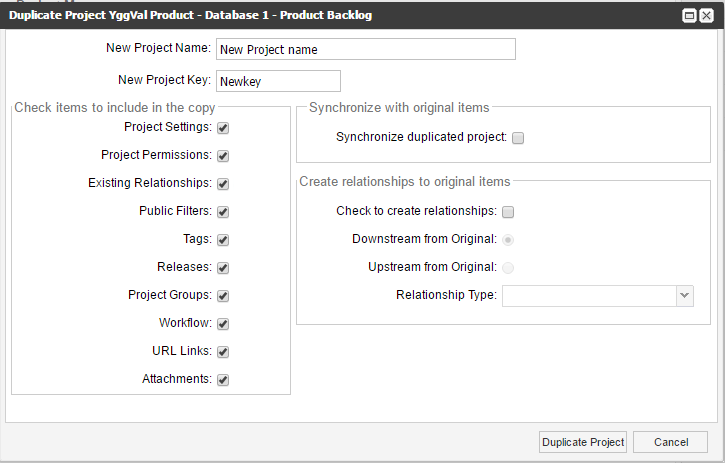 Duplicate Project YggVal Product - Database 1 - Product Backlog
New Project Name: New Project name
New Project Key: Newkey
Check items to include in the copy
Project Settings:
Project Permissions:
Existing Relationships:
Public Filters:
Tags:
Releases:
Project Groups:
Workflow:
URL Links:
Attachments:
Synchronize with original items
Synchronize duplicated project:
Create relationships to original items
Check to create relationships:
Downstream from Original:
Upstream from Original:
Relationship Type:
Duplicate Project
Cancel